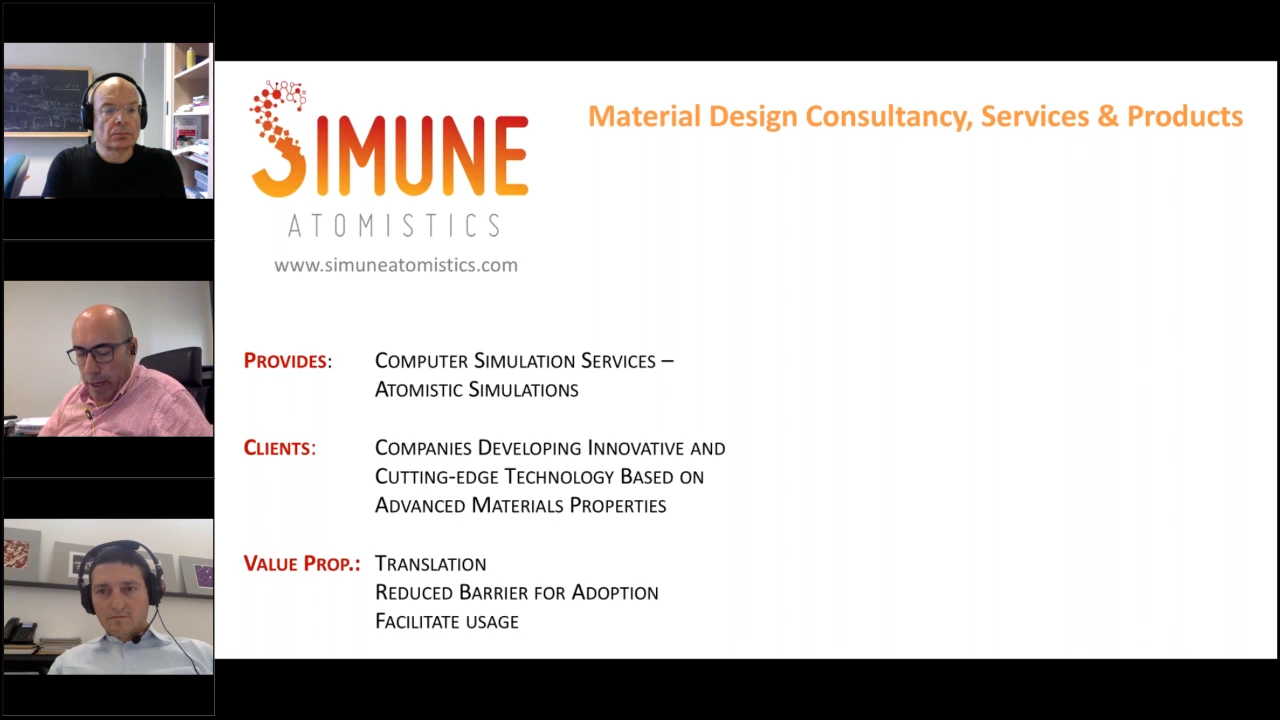 SIMUNE
ATOMISTICS
www.simuneatomistics.com
Material Design Consultancy, Services & Products
PROVIDES: COMPUTER SIMULATION SERVICES –
ATOMISTIC SIMULATIONS
CLIENTS: COMPANIES DEVELOPING INNOVATIVE AND
CUTTING-EDGE TECHNOLOGY BASED ON
ADVANCED MATERIALS PROPERTIES
VALUE PROP.: TRANSLATION
REDUCED BARRIER FOR ADOPTION
FACILITATE USAGE